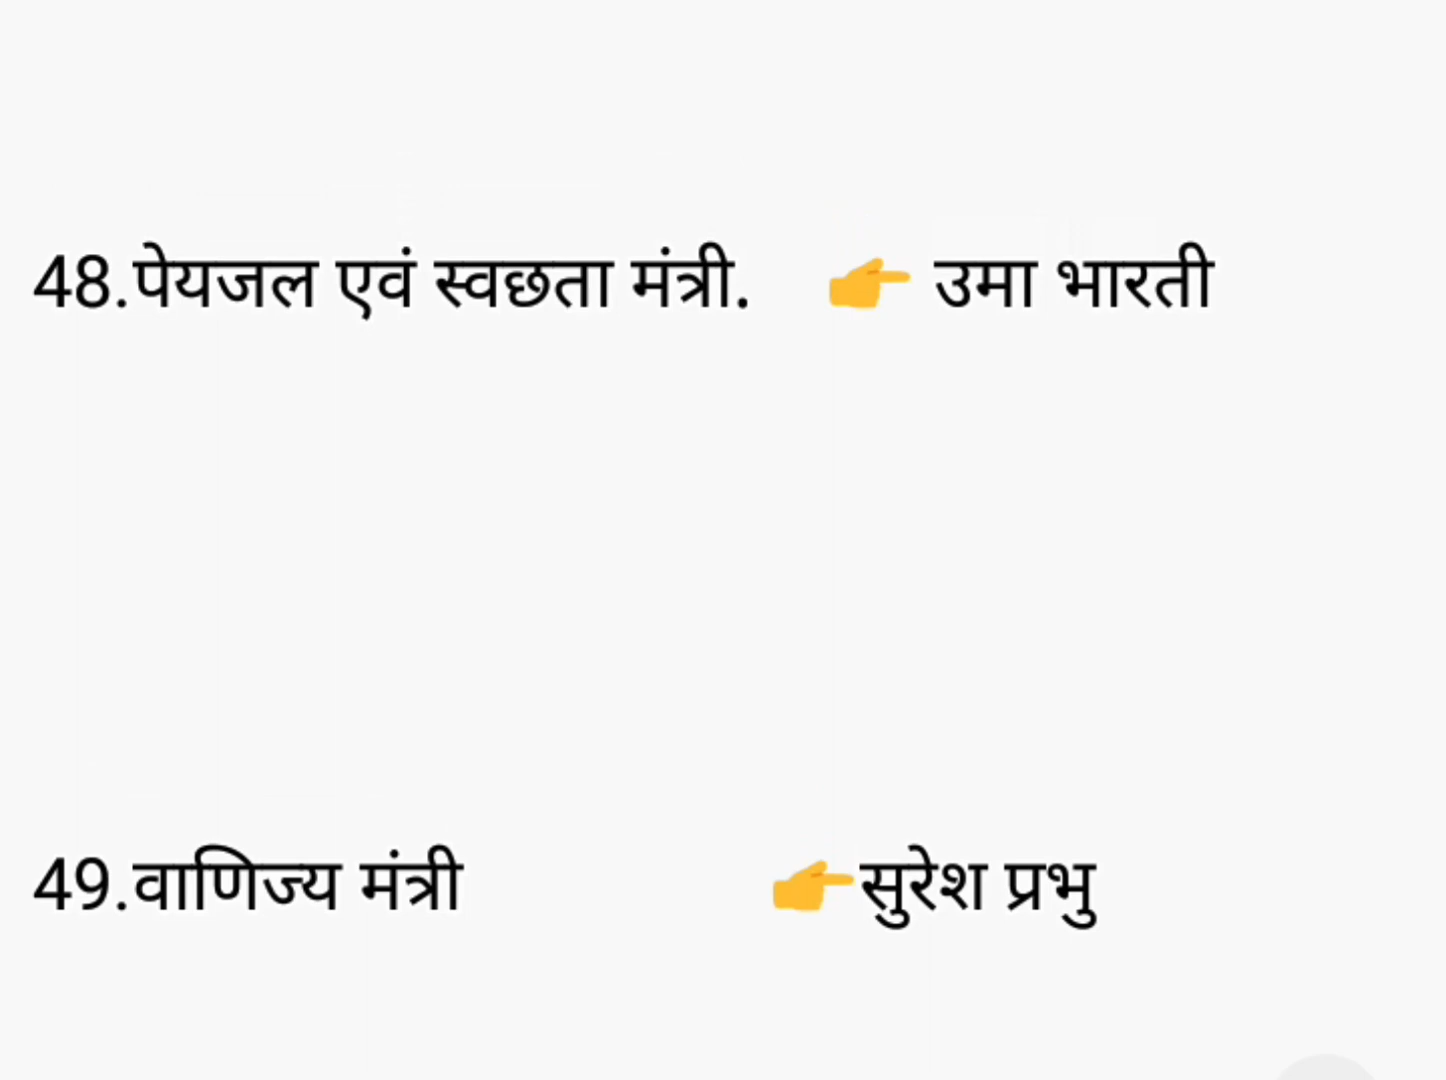 48.पेयजल एवं स्वछता मंत्री. 👉 उमा भारती
49.वाणिज्य मंत्री 👉सुरेश प्रभु